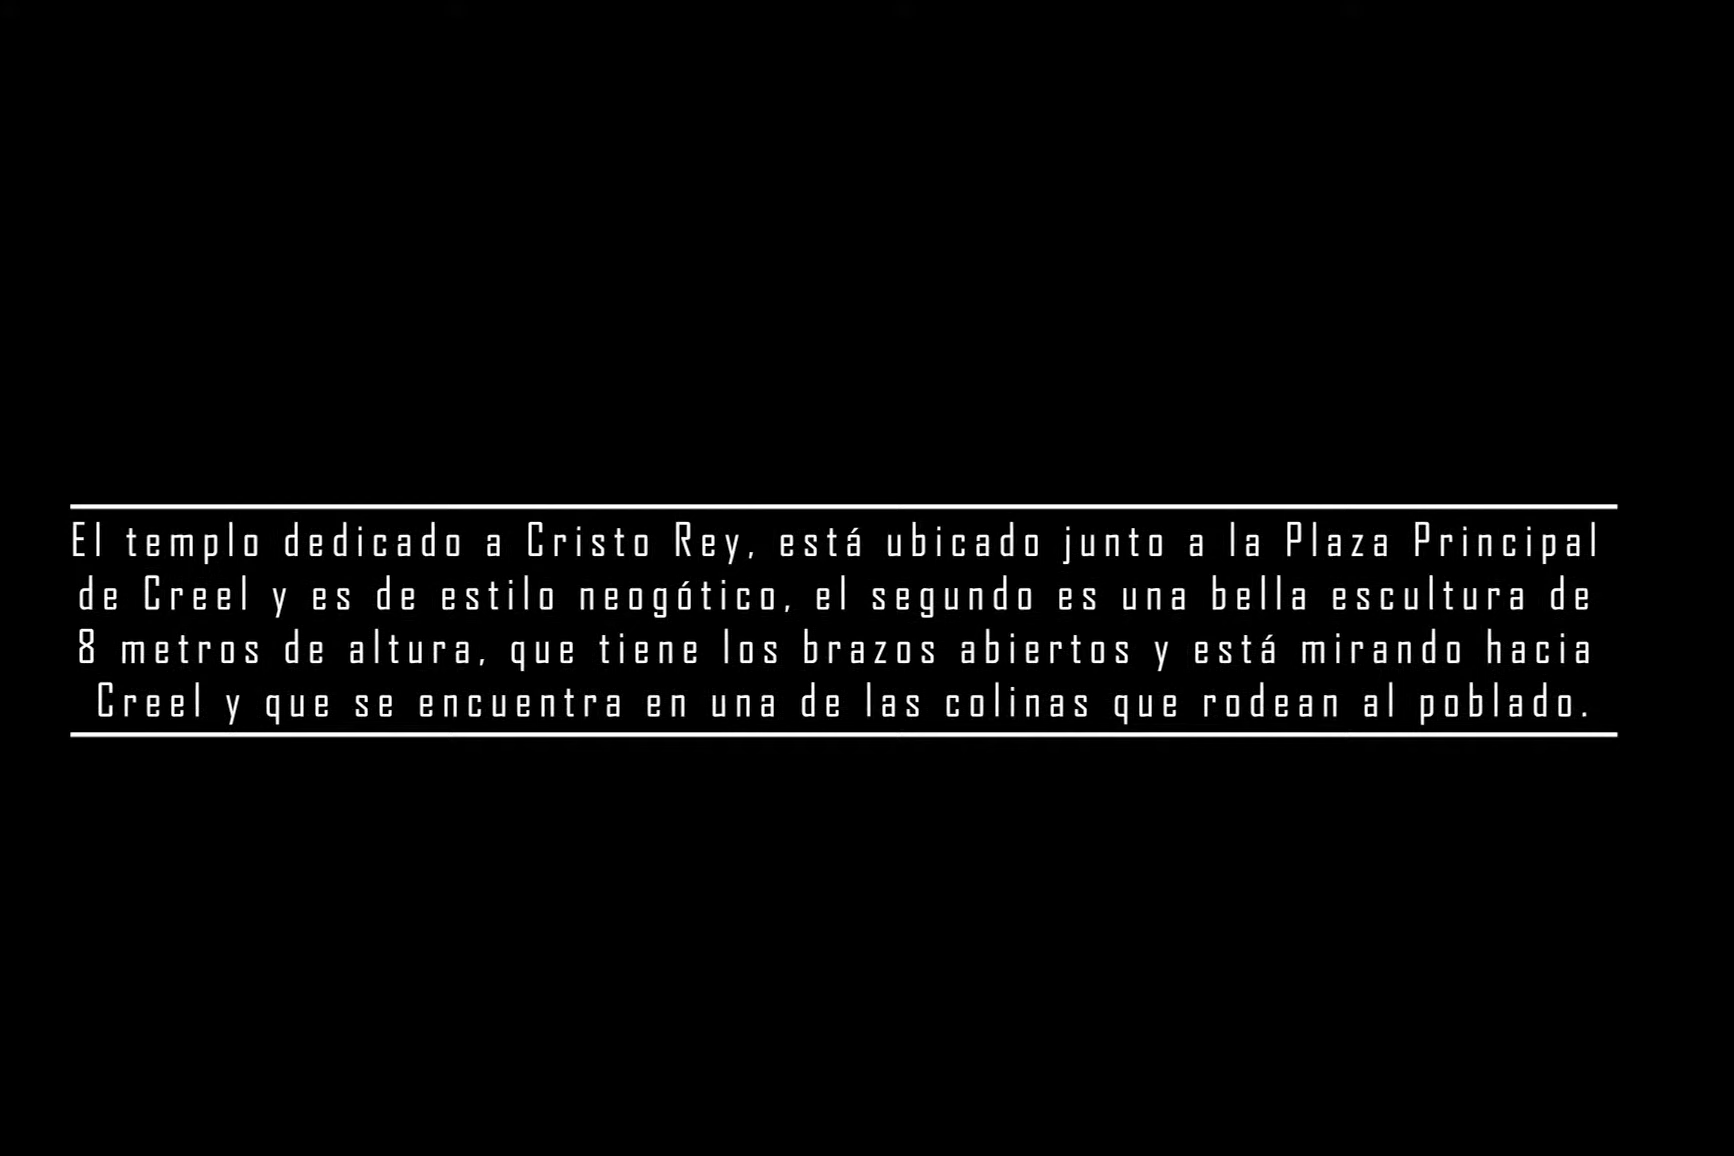 El templo dedicado a Cristo Rey, está ubicado junto a la Plaza Principal
de Creel y es de estilo neogótico, el segundo es una bella escultura de
8 metros de altura, que tiene los brazos abiertos y está mirando hacia
Creel y que se encuentra en una de las colinas que rodean al poblado.